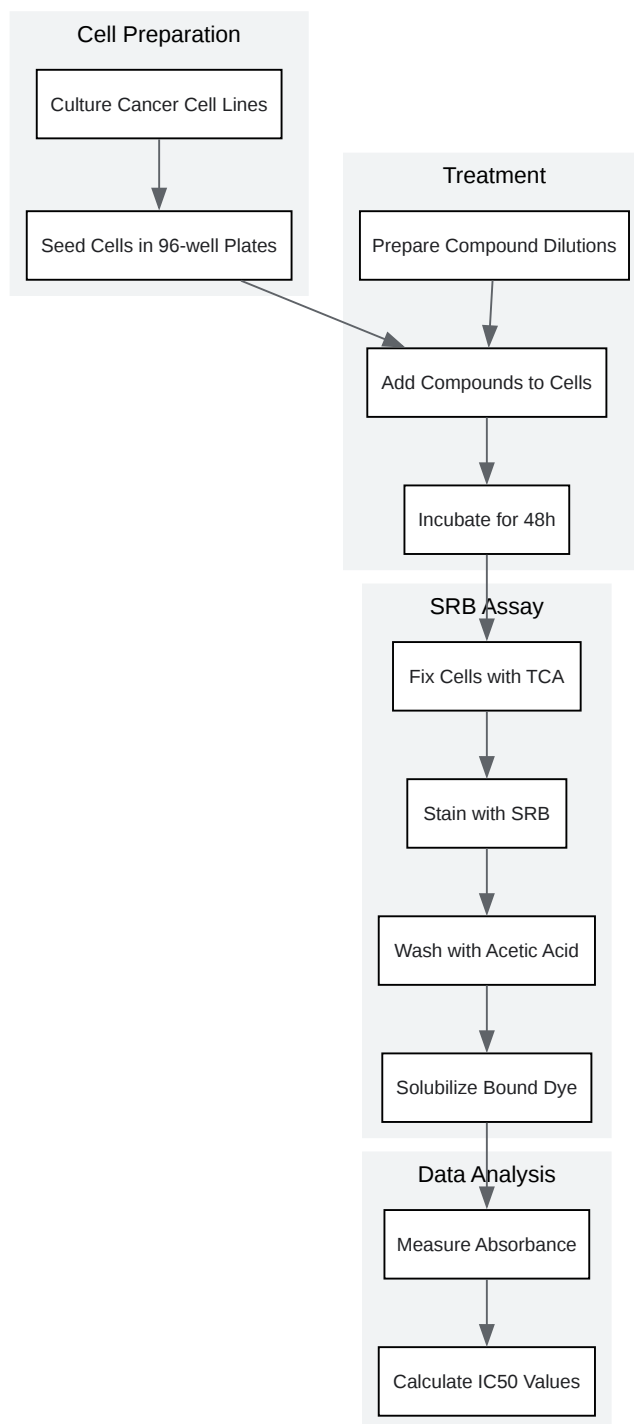 Cell Preparation
Culture Cancer Cell Lines
Seed Cells in 96-well Plates
Treatment
Prepare Compound Dilutions
Add Compounds to Cells
Incubate for 48h
SRB Assay
Fix Cells with TCA
Stain with SRB
Wash with Acetic Acid
Solubilize Bound Dye
Data Analysis
Measure Absorbance
Calculate IC50 Values